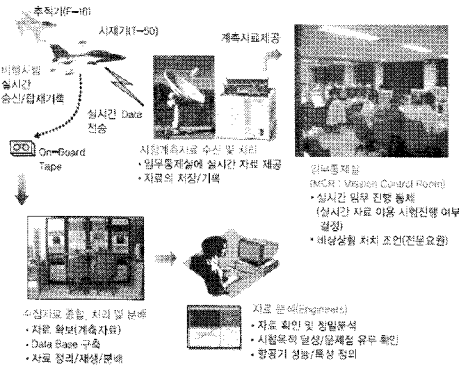 추적기(F-16)
시제기(T-50)
비행시험
실시간
송신/탑재기록
실시간 Data
전송
On-Board
Tape
계측자료제공
시험계측자료 수신 및 처리
• 임무통제실에 실시간 자료 제공
• 자료의 저장/기록
임무통제실
(MCR : Mission Control Room)
• 실시간 임무 진행 통제
(실시간 자료 이용 시험진행 여부
결정)
• 비상상황 처치 조언(전문요원)
수집자료 종합, 처리 및 분배
• 자료 확보(계측자료)
• Data Base 구축
• 자료 정리/재생/분배
자료 분석(Engineers)
• 자료 확인 및 정밀분석
• 시험목적 달성/문제점 유무 확인
• 항공기 성능/특성 정의